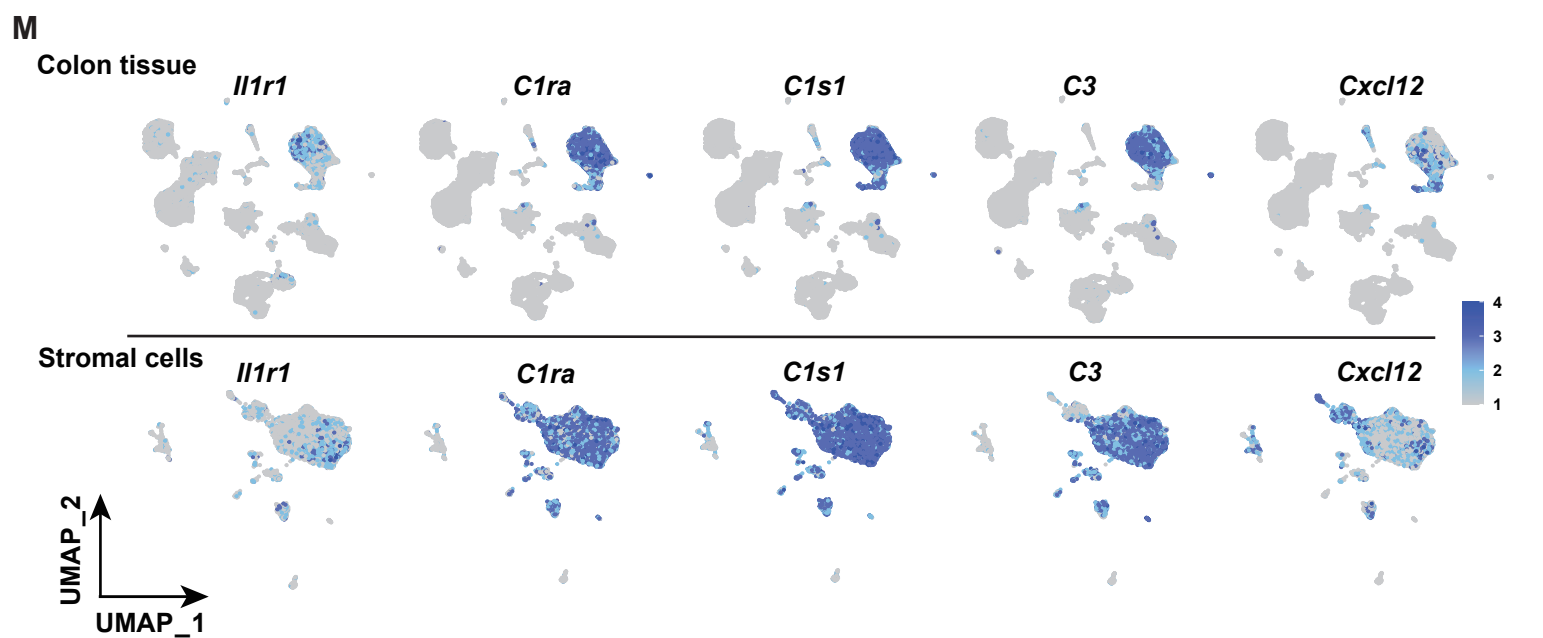 M
Colon tissue
Il1r1 C1ra C1s1 C3 Cxcl12
4
3
2
1
Stromal cells
Il1r1 C1ra C1s1 C3 Cxcl12
UMAP_2
UMAP_1